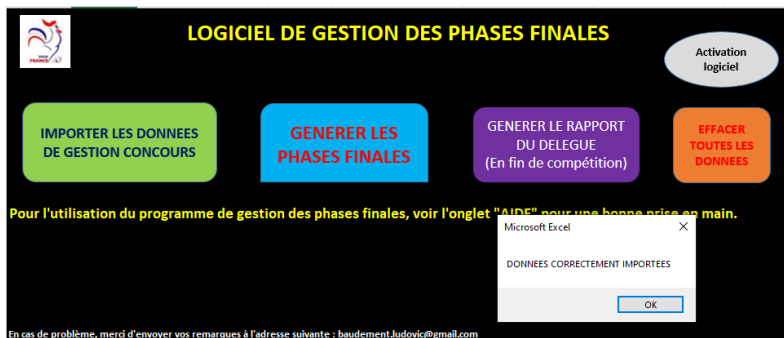 LOGICIEL DE GESTION DES PHASES FINALES
FRANCE
Activation
logiciel
IMPORTER LES DONNEES
DE GESTION CONCOURS
GENERER LES
PHASES FINALES
GENERER LE RAPPORT
DU DELEGUE
(En fin de compétition)
EFFACER
TOUTES LES
DONNEES
Pour l'utilisation du programme de gestion des phases finales, voir l'onglet "AIDE" pour une bonne prise en main.
Microsoft Excel
DONNEES CORRECTEMENT IMPORTEES
OK
En cas de problème, merci d'envoyer vos remarques à l'adresse suivante : baudement.ludovic@gmail.com